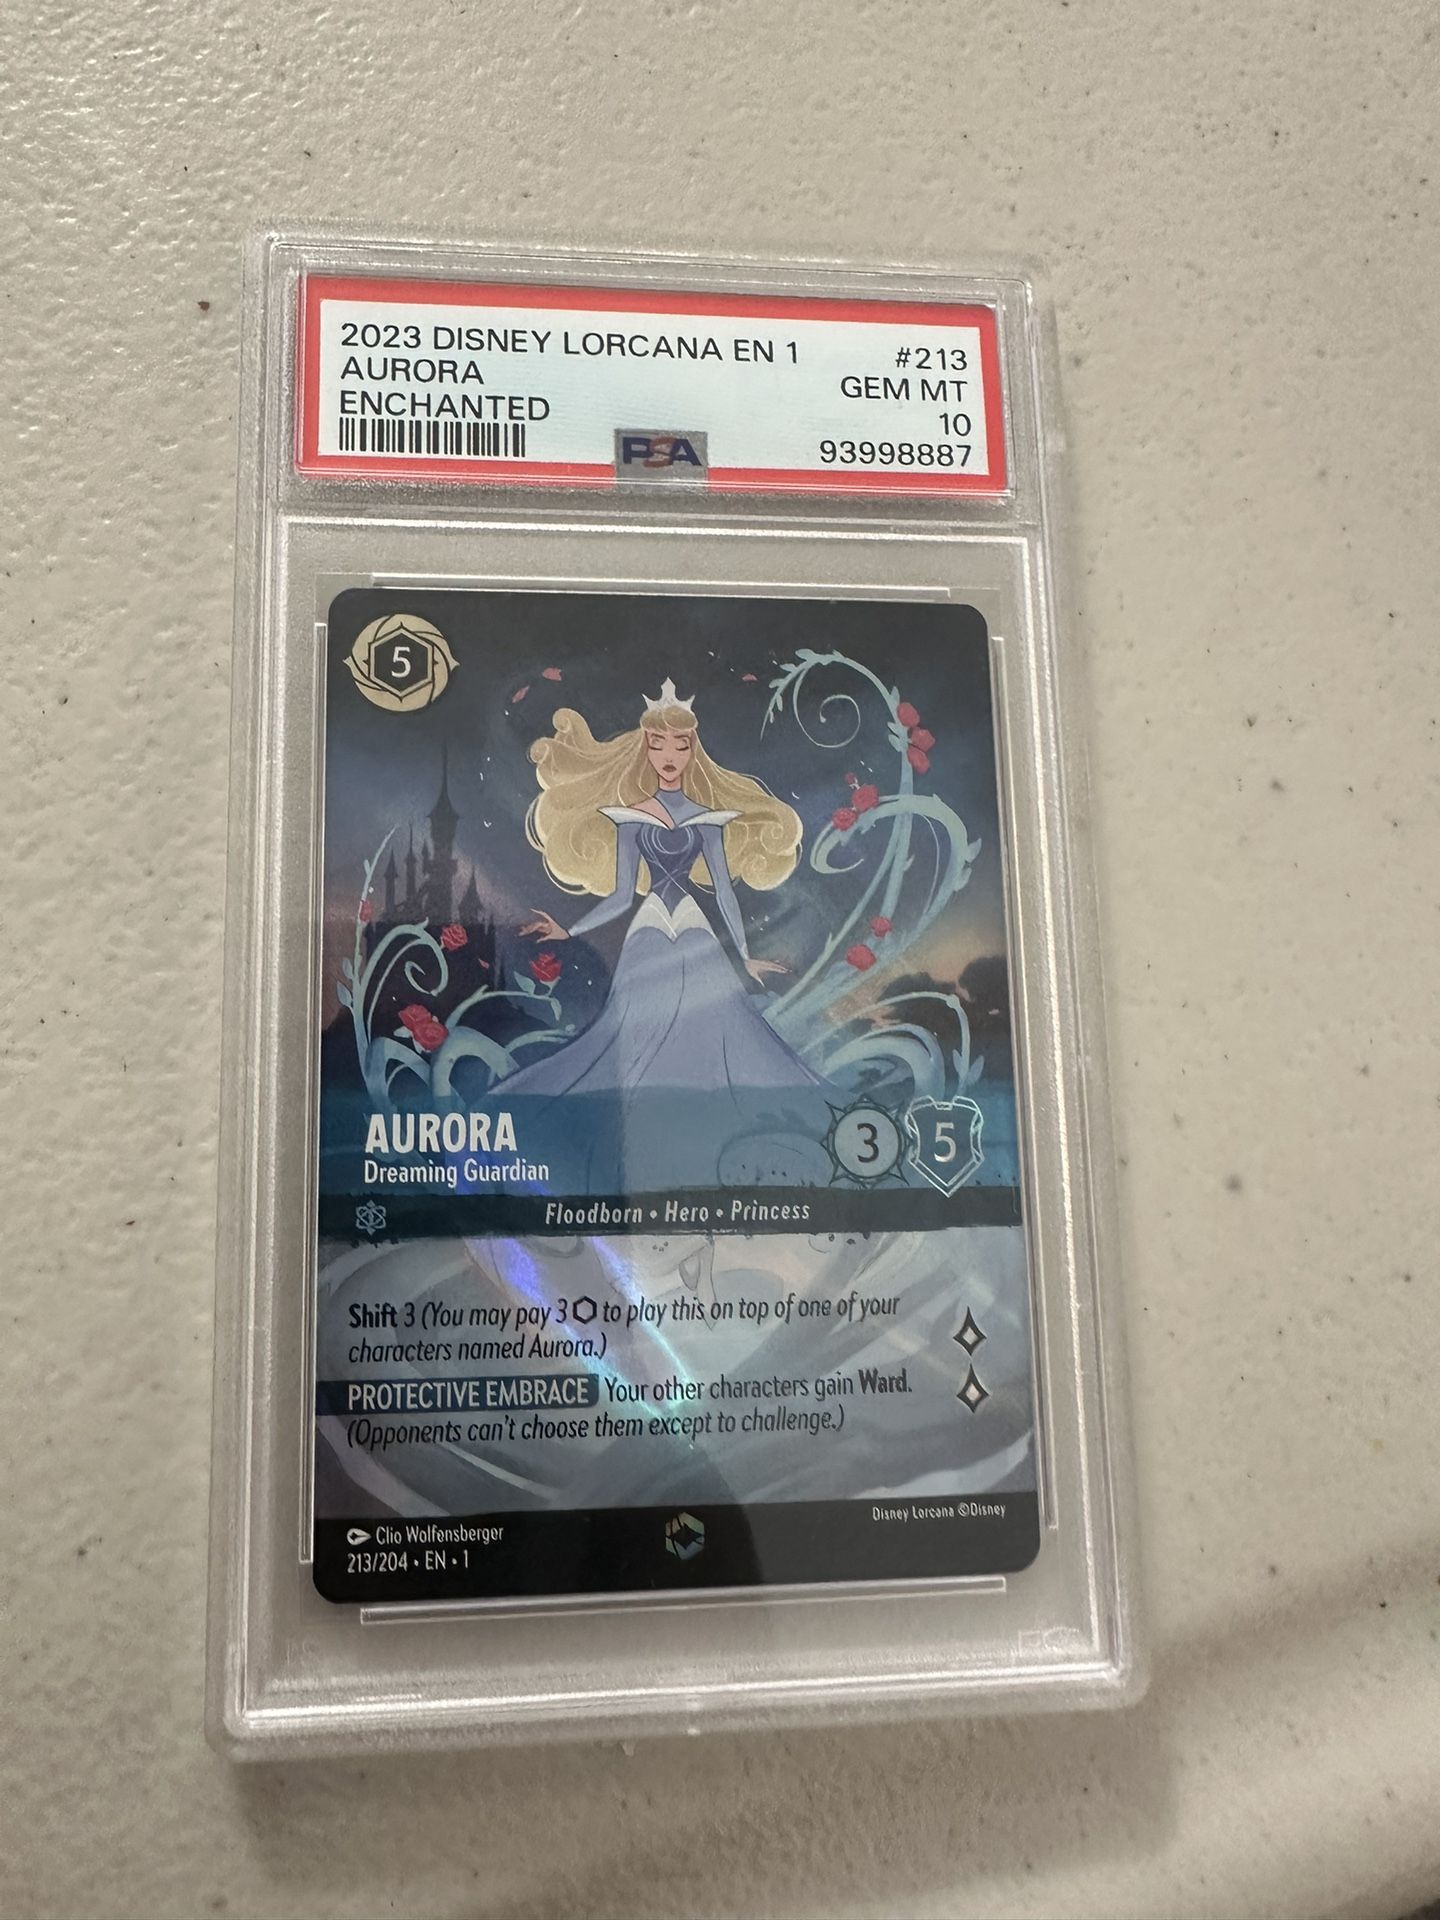 2023 DISNEY LORCANA EN 1
#213
AURORA
GEM MT
ENCHANTED
10
PSA
93998887
5
AURORA
Dreaming Guardian
3
5
Floodborn • Hero • Princess
Shift 3 (You may pay 3 ⬡ to play this on top of one of your
characters named Aurora.)
PROTECTIVE EMBRACE Your other characters gain Ward.
(Opponents can't choose them except to challenge.)
Disney Lorcana ©Disney
Clio Wolfensberger
213/204 • EN • 1